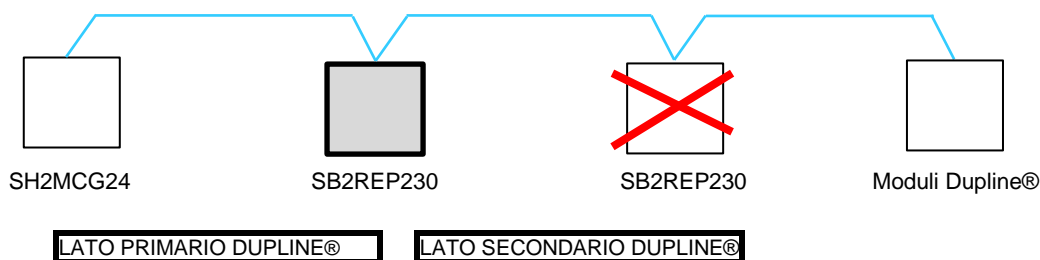 SH2MCG24
SB2REP230
SB2REP230
Moduli Dupline®
LATO PRIMARIO DUPLINE®
LATO SECONDARIO DUPLINE®